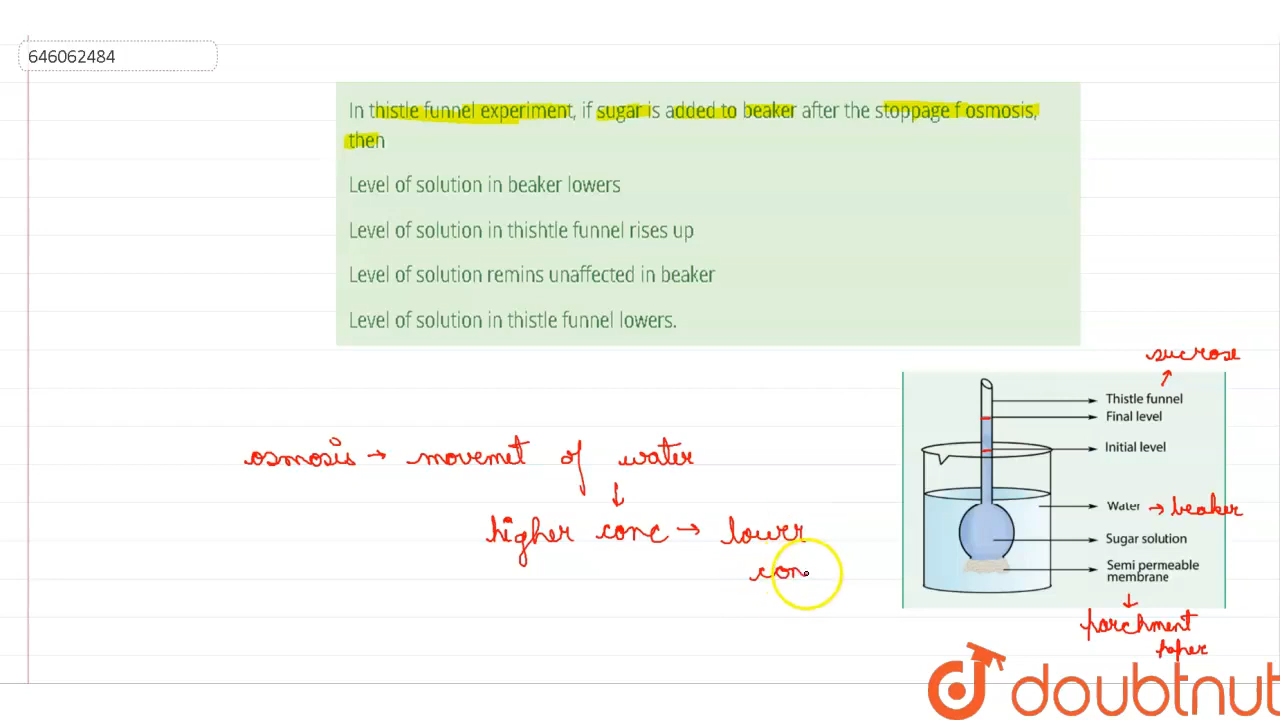 646062484
In thistle funnel experiment, if sugar is added to beaker after the stoppage f osmosis,
then
Level of solution in beaker lowers
Level of solution in thishtle funnel rises up
Level of solution remins unaffected in beaker
Level of solution in thistle funnel lowers.
sucrose
Thistle funnel
Final level
Initial level
Water → beaker
Sugar solution
Semi permeable
membrane
parchment
paper
osmosis → movemet of water
higher conc → lower
con
doubtnut